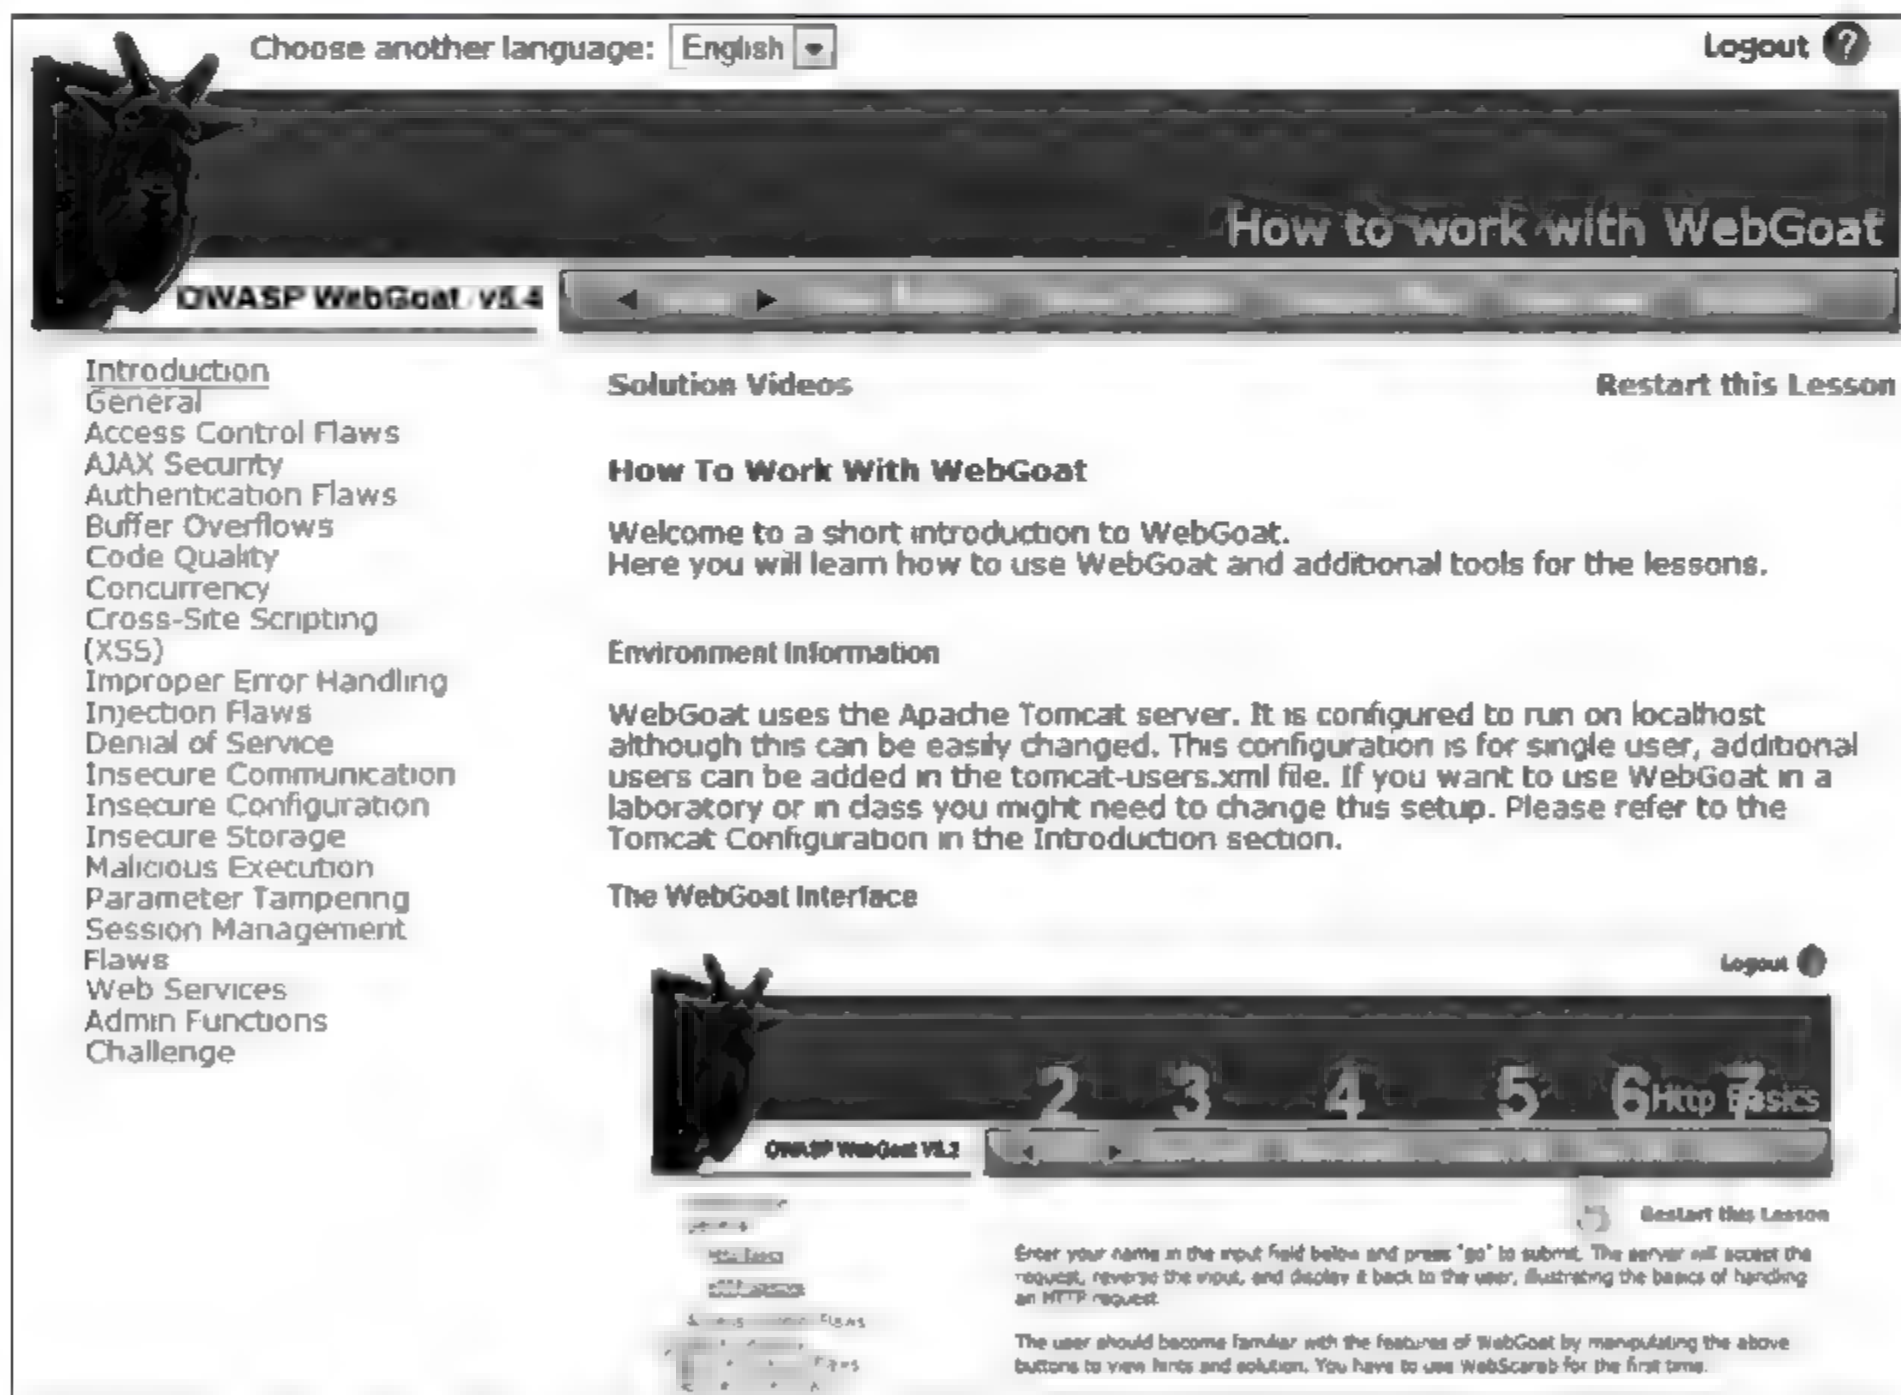 Choose another language: English
Logout ?
How to work with WebGoat
OWASP WebGoat v5.4
Introduction
General
Access Control Flaws
AJAX Security
Authentication Flaws
Buffer Overflows
Code Quality
Concurrency
Cross-Site Scripting
(XSS)
Improper Error Handling
Injection Flaws
Denial of Service
Insecure Communication
Insecure Configuration
Insecure Storage
Malicious Execution
Parameter Tampering
Session Management
Flaws
Web Services
Admin Functions
Challenge
Solution Videos
Restart this Lesson
How To Work With WebGoat
Welcome to a short introduction to WebGoat.
Here you will learn how to use WebGoat and additional tools for the lessons.
Environment Information
WebGoat uses the Apache Tomcat server. It is configured to run on localhost
although this can be easily changed. This configuration is for single user, additional
users can be added in the tomcat-users.xml file. If you want to use WebGoat in a
laboratory or in class you might need to change this setup. Please refer to the
Tomcat Configuration in the Introduction section.
The WebGoat Interface
Logout
2 3 4 5 6 7
Http Basics
OWASP WebGoat V5.2
Restart this Lesson
Http Basics
Enter your name in the input field below and press "go" to submit. The server will accept the
request, reverse the input, and display it back to the user, illustrating the basics of handling
an HTTP request.
Flaws
The user should become familiar with the features of WebGoat by manipulating the above
buttons to view hints and solution. You have to use WebScarab for the first time.
Flaws